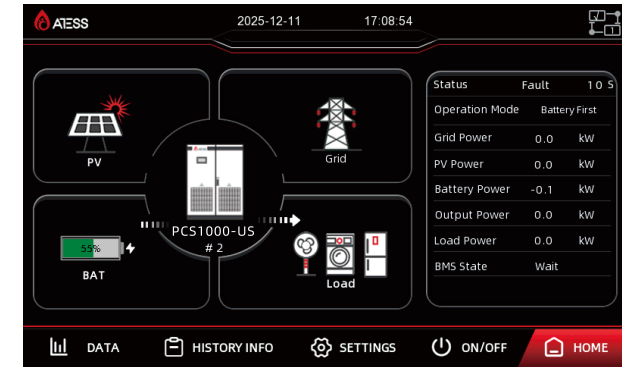 ATESS 2025-12-11 17:08:54
1
PV
Grid
PCS1000-US
#2
55%
BAT
Load
Status Fault 10 S
Operation Mode Battery First
Grid Power 0.0 kW
PV Power 0.0 kW
Battery Power -0.1 kW
Output Power 0.0 kW
Load Power 0.0 kW
BMS State Wait
DATA HISTORY INFO SETTINGS ON/OFF HOME